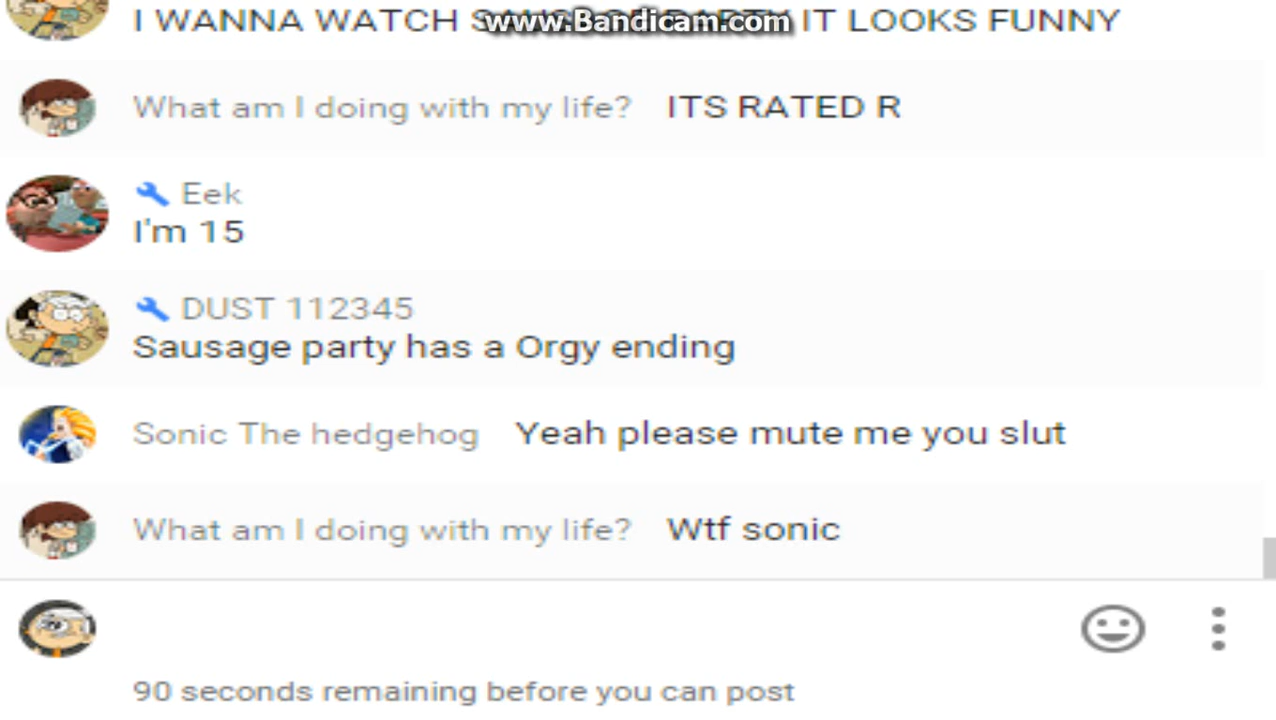 I WANNA WATCH www.Bandicam.com IT LOOKS FUNNY
What am I doing with my life? ITS RATED R
Eek
I'm 15
DUST 112345
Sausage party has a Orgy ending
Sonic The hedgehog Yeah please mute me you slut
What am I doing with my life? Wtf sonic
90 seconds remaining before you can post